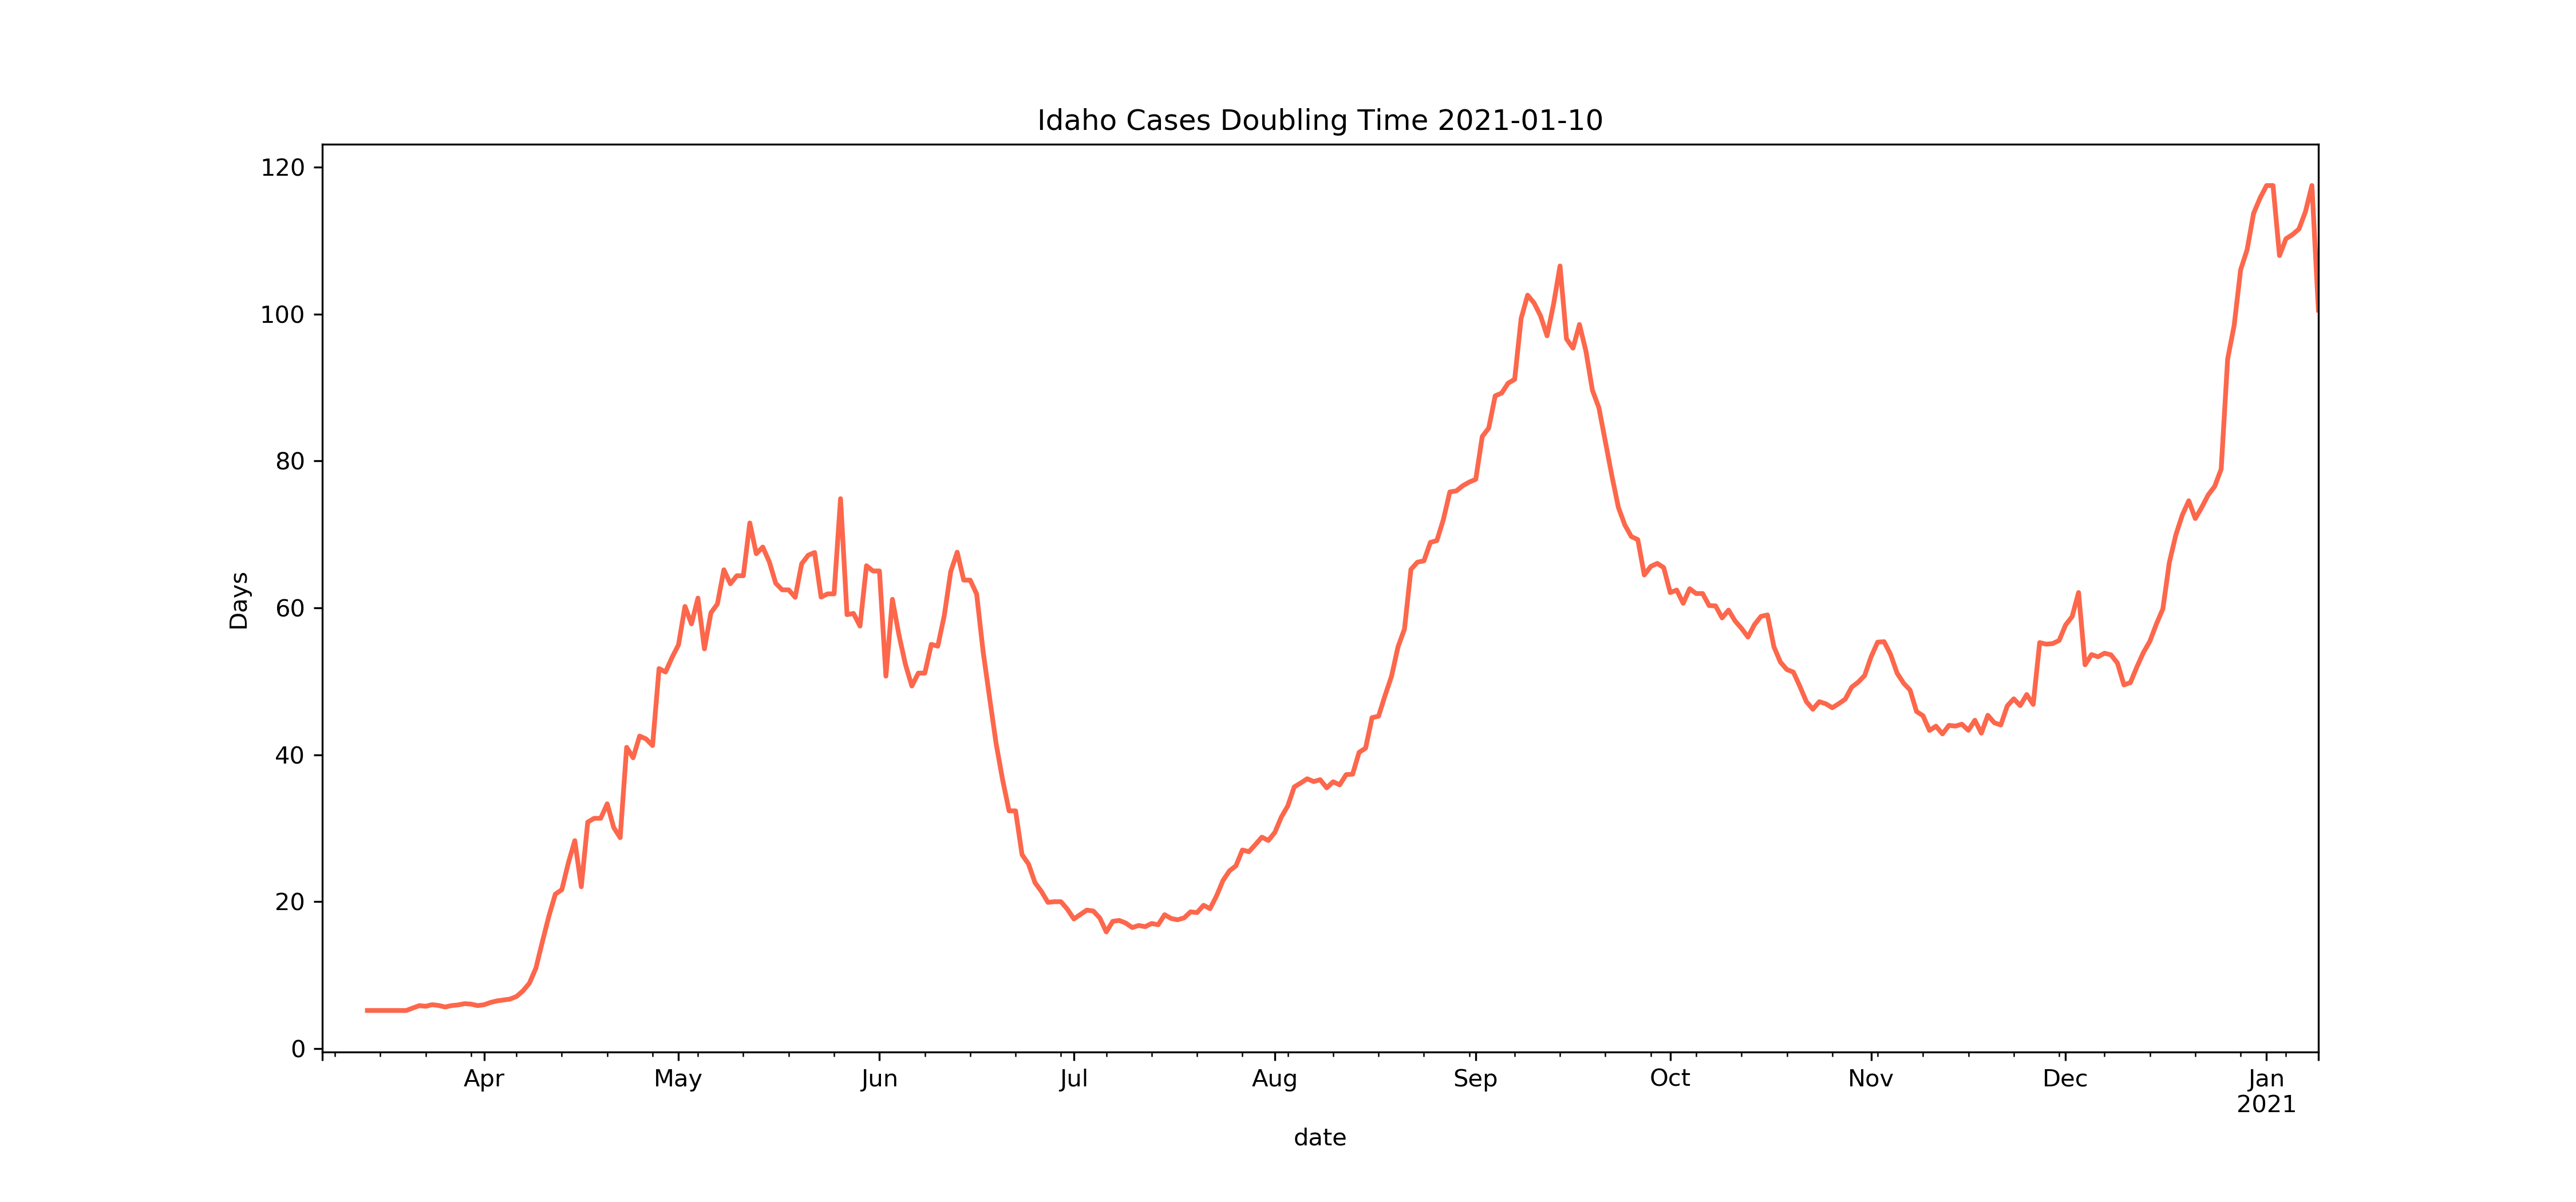 Idaho Cases Doubling Time 2021-01-10
120
100
80
60
40
20
0
Days
Apr May Jun Jul Aug Sep Oct Nov Dec Jan
2021
date